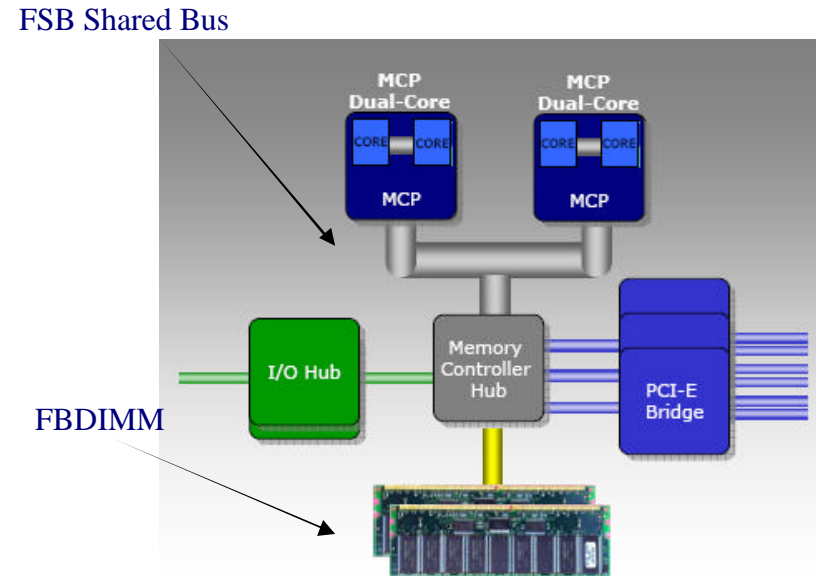 FSB Shared Bus
MCP
Dual-Core
CORE
CORE
MCP
MCP
Dual-Core
CORE
CORE
MCP
I/O Hub
Memory
Controller
Hub
PCI-E
Bridge
FBDIMM